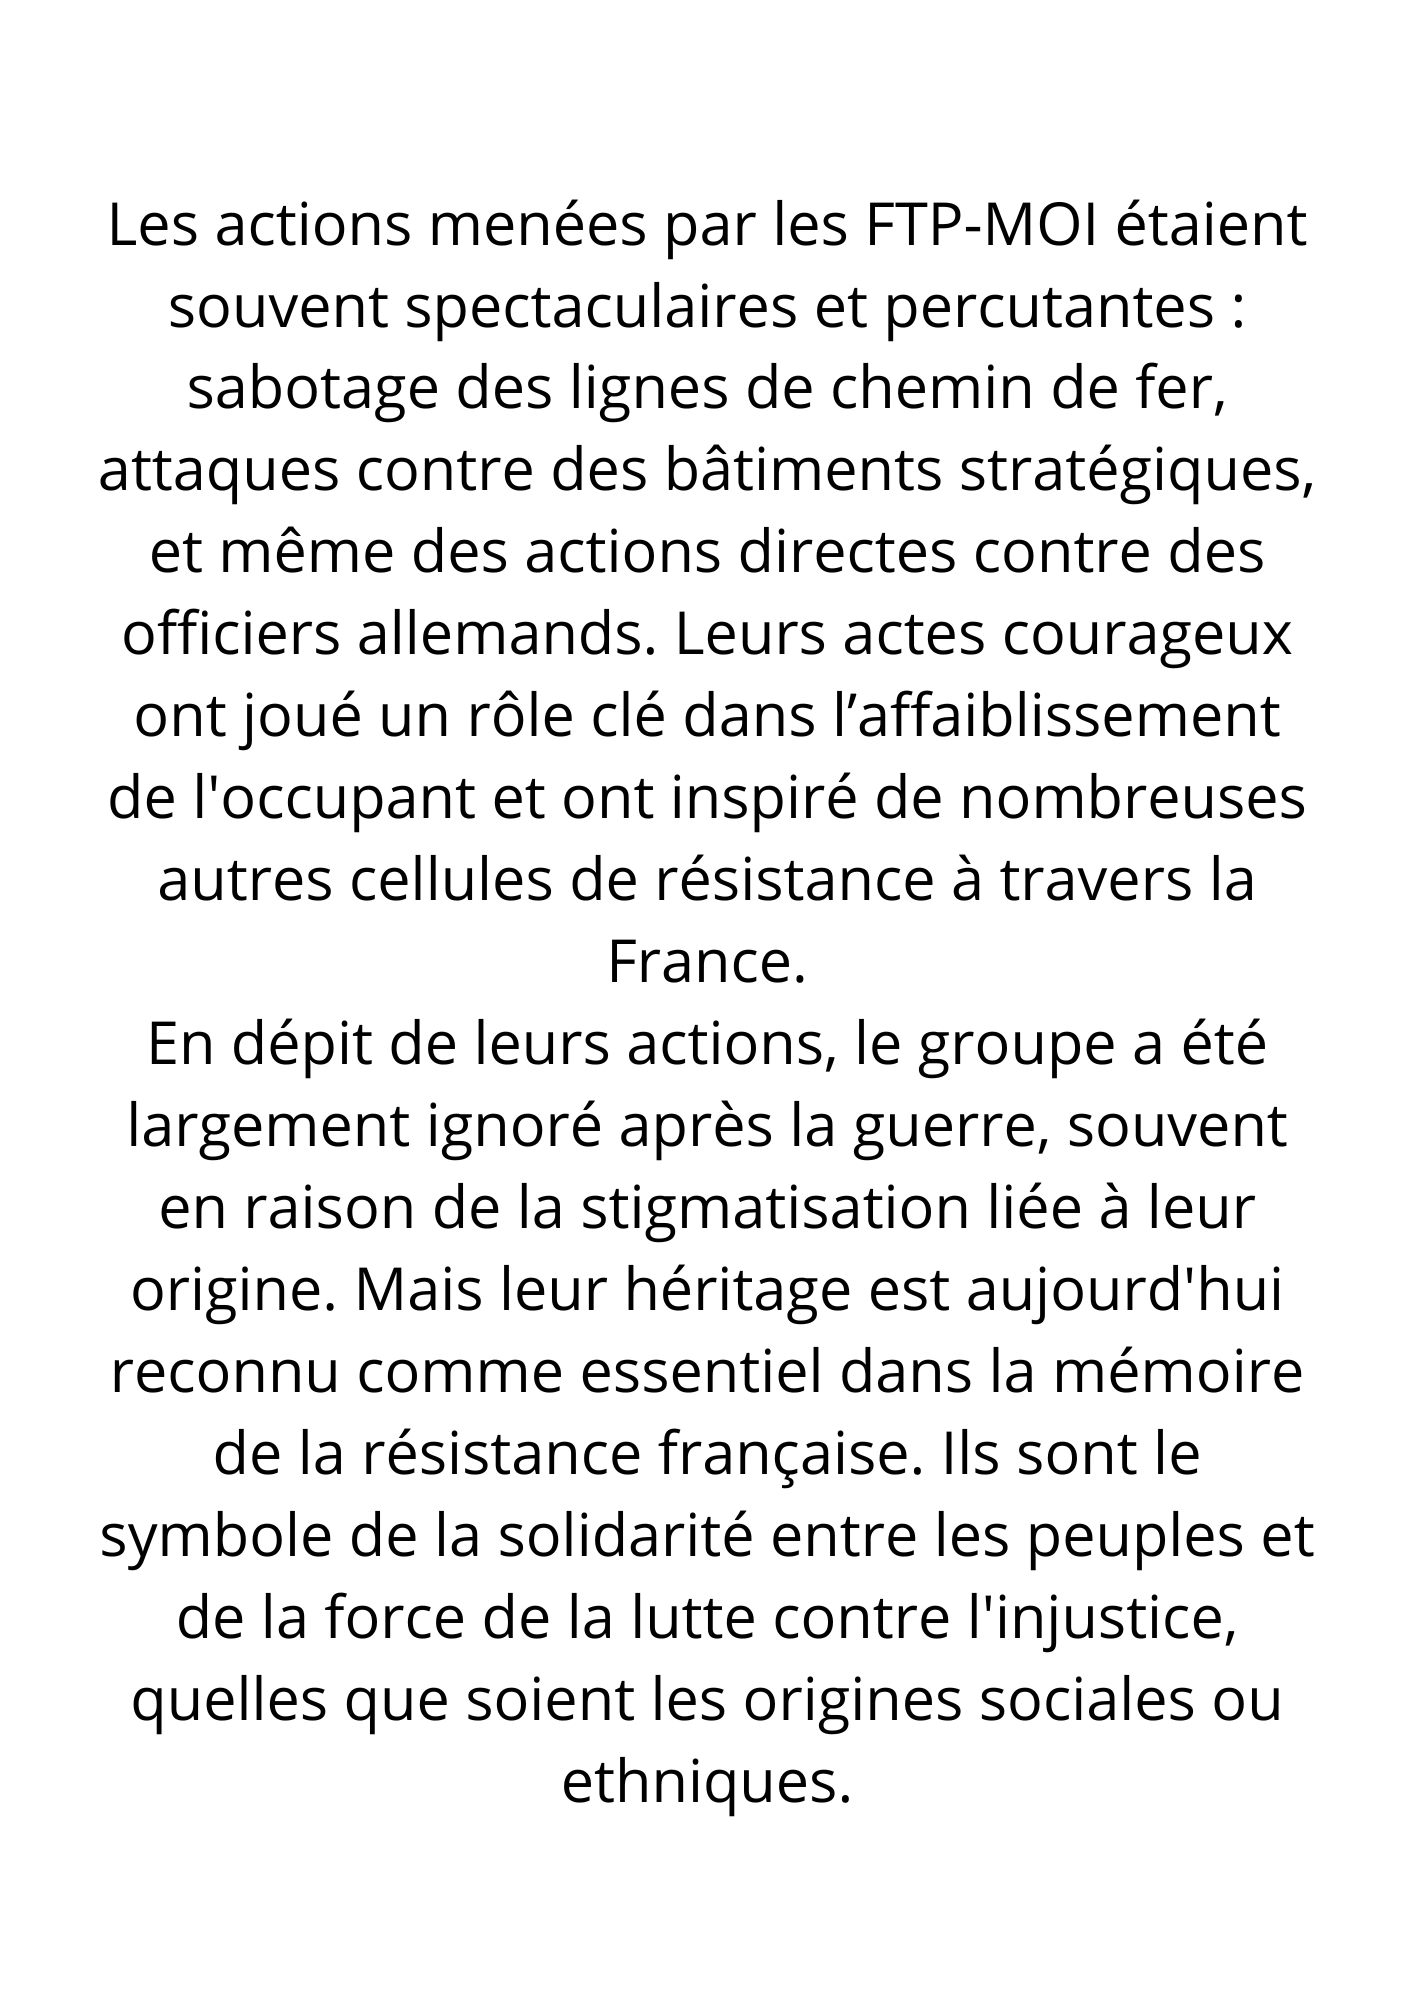 Les actions menées par les FTP-MOI étaient
souvent spectaculaires et percutantes :
sabotage des lignes de chemin de fer,
attaques contre des bâtiments stratégiques,
et même des actions directes contre des
officiers allemands. Leurs actes courageux
ont joué un rôle clé dans l’affaiblissement
de l'occupant et ont inspiré de nombreuses
autres cellules de résistance à travers la
France.
En dépit de leurs actions, le groupe a été
largement ignoré après la guerre, souvent
en raison de la stigmatisation liée à leur
origine. Mais leur héritage est aujourd'hui
reconnu comme essentiel dans la mémoire
de la résistance française. Ils sont le
symbole de la solidarité entre les peuples et
de la force de la lutte contre l'injustice,
quelles que soient les origines sociales ou
ethniques.